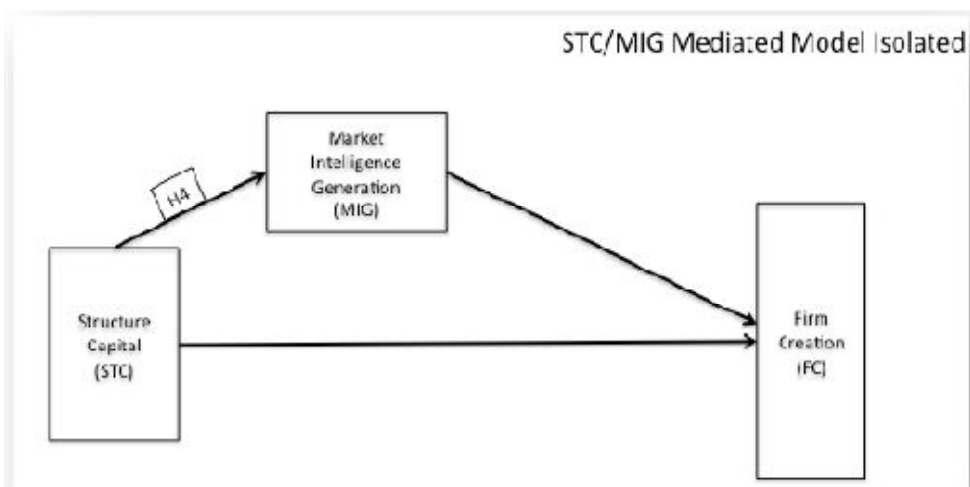 STC/MIG Mediated Model Isolated
Market
Intelligence
Generation
(MIG)
H4
Structure
Capital
(STC)
Firm
Creation
(FC)